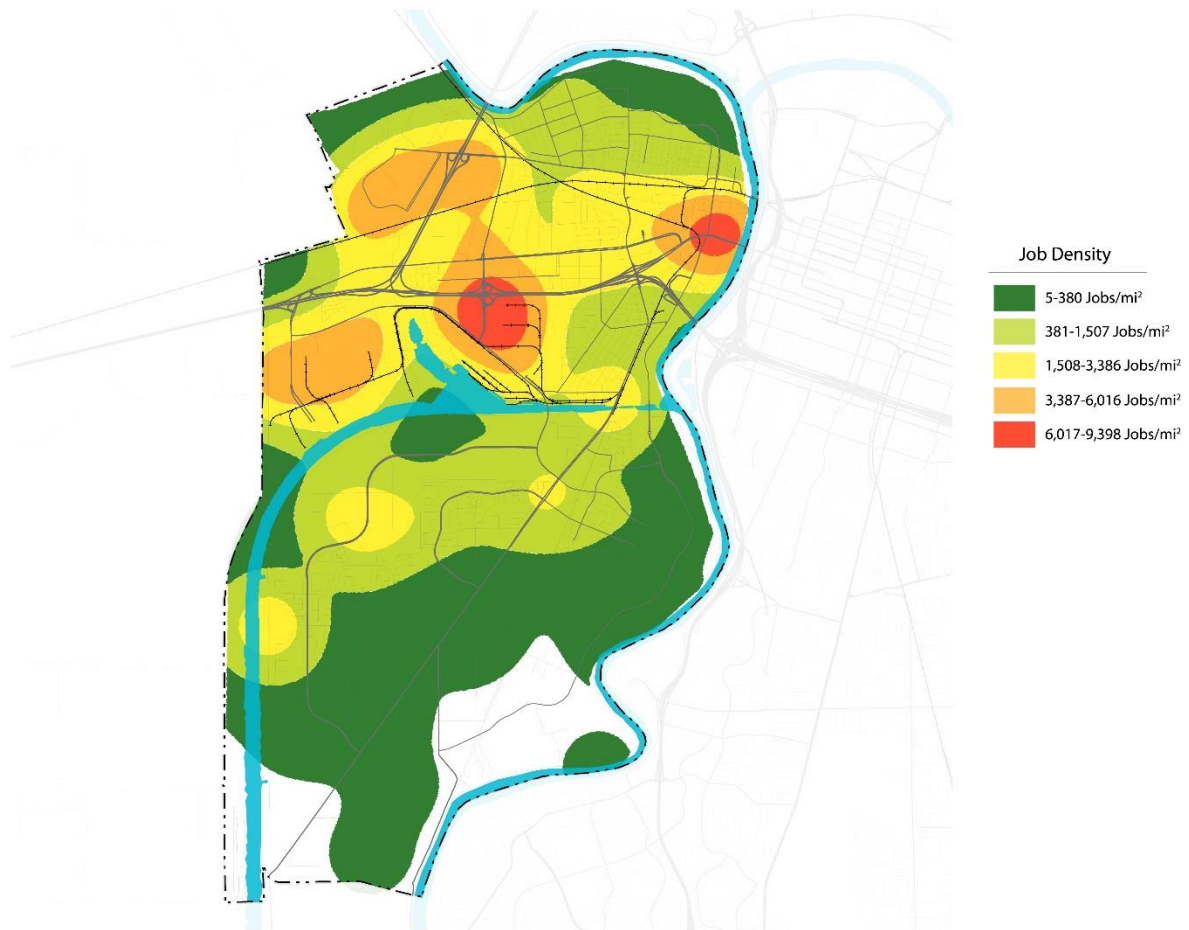 Job Density
5-380 Jobs/mi²
381-1,507 Jobs/mi²
1,508-3,386 Jobs/mi²
3,387-6,016 Jobs/mi²
6,017-9,398 Jobs/mi²